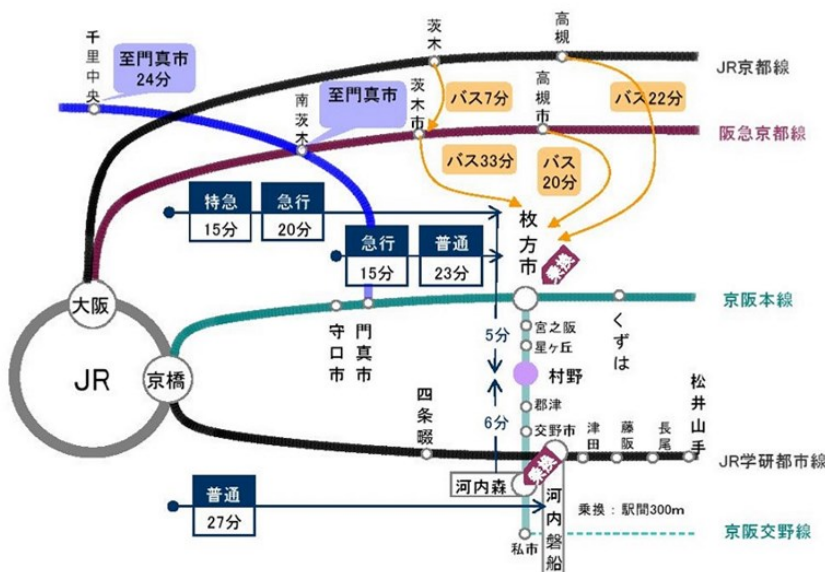 千里中央
至門真市
24分
南茨木
至門真市
茨木
高槻
JR京都線
バス7分
バス22分
茨木市
高槻市
阪急京都線
バス33分
バス
20分
特急
15分
急行
20分
急行
15分
普通
23分
枚方市
乗換
大阪
JR
京橋
守口市
門真市
京阪本線
くずは
5分
宮之阪
星ヶ丘
村野
6分
郡津
交野市
四条畷
津田
藤阪
長尾
松井山手
JR学研都市線
乗換
河内森
河内磐船
普通
27分
乗換：駅間300m
私市
京阪交野線